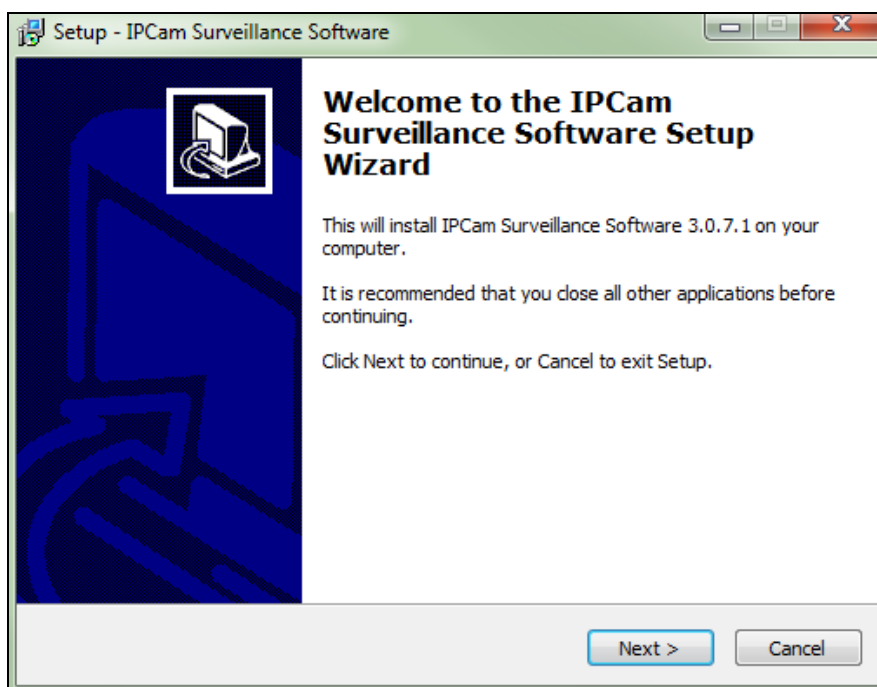 Setup - IPCam Surveillance Software
Welcome to the IPCam
Surveillance Software Setup
Wizard
This will install IPCam Surveillance Software 3.0.7.1 on your
computer.
It is recommended that you close all other applications before
continuing.
Click Next to continue, or Cancel to exit Setup.
Next >
Cancel